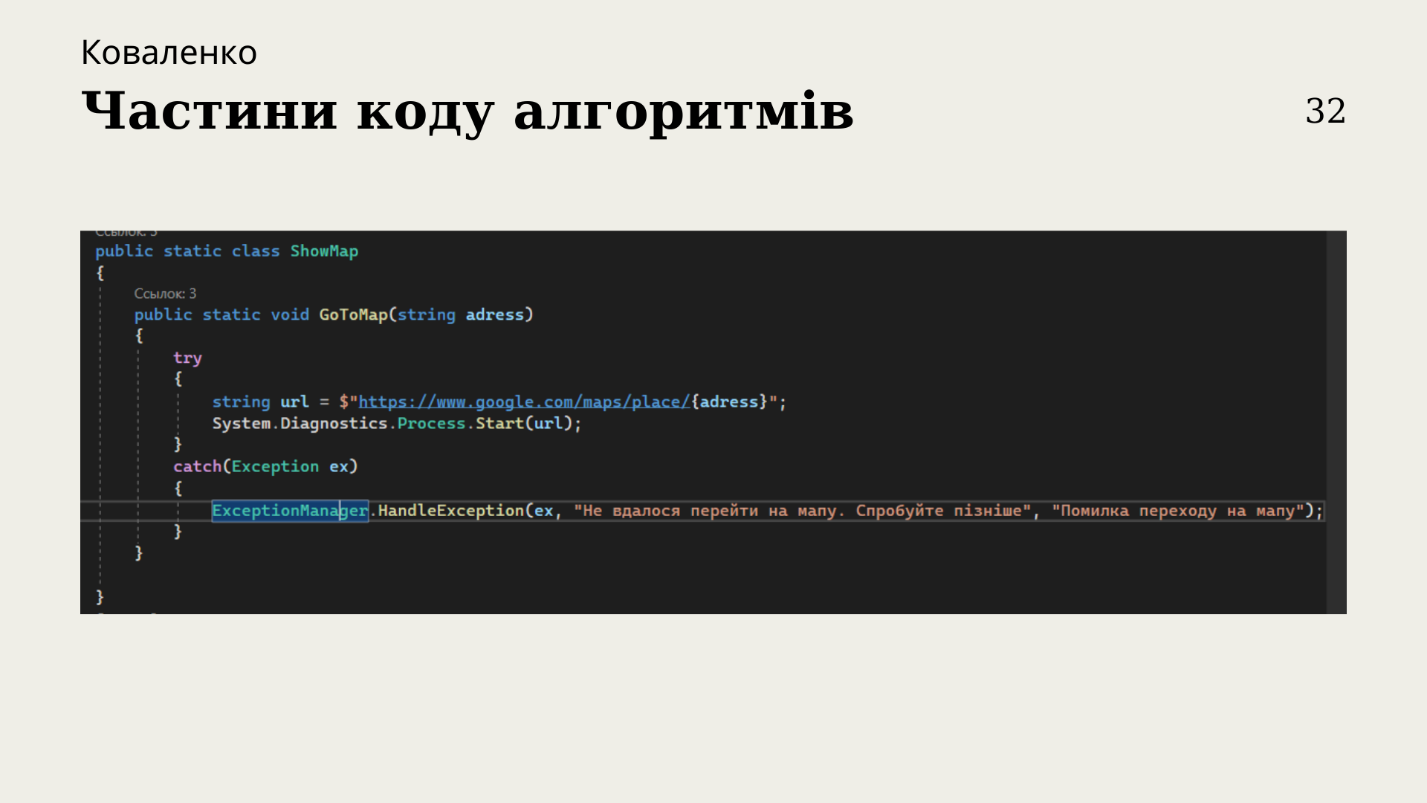 Коваленко
Частини коду алгоритмів
32
public static class ShowMap
{
Ссылок: 3
public static void GoToMap(string adress)
{
try
{
string url = $"https://www.google.com/maps/place/{adress}";
System.Diagnostics.Process.Start(url);
}
catch(Exception ex)
{
ExceptionManager.HandleException(ex, "Не вдалося перейти на мапу. Спробуйте пізніше", "Помилка переходу на мапу");
}
}
}